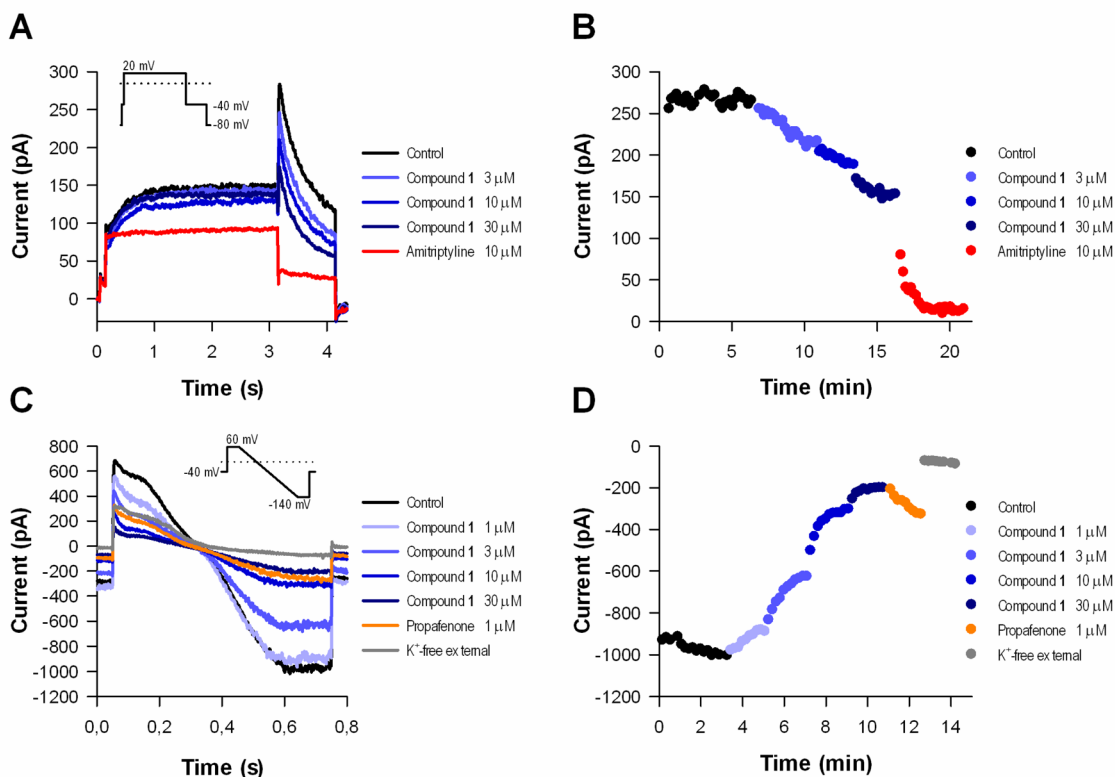 A
300
250
200
150
100
50
0
Current (pA)
20 mV
-40 mV
-80 mV
Control
Compound 1 3 μM
Compound 1 10 μM
Compound 1 30 μM
Amitriptyline 10 μM
0 1 2 3 4
Time (s)
B
300
250
200
150
100
50
0
Current (pA)
Control
Compound 1 3 μM
Compound 1 10 μM
Compound 1 30 μM
Amitriptyline 10 μM
0 5 10 15 20
Time (min)
C
800
600
400
200
0
-200
-400
-600
-800
-1000
-1200
Current (pA)
60 mV
-40 mV
-140 mV
Control
Compound 1 1 μM
Compound 1 3 μM
Compound 1 10 μM
Compound 1 30 μM
Propafenone 1 μM
K+-free external
0,0 0,2 0,4 0,6 0,8
Time (s)
D
0
-200
-400
-600
-800
-1000
-1200
Current (pA)
Control
Compound 1 1 μM
Compound 1 3 μM
Compound 1 10 μM
Compound 1 30 μM
Propafenone 1 μM
K+-free external
0 2 4 6 8 10 12 14
Time (min)